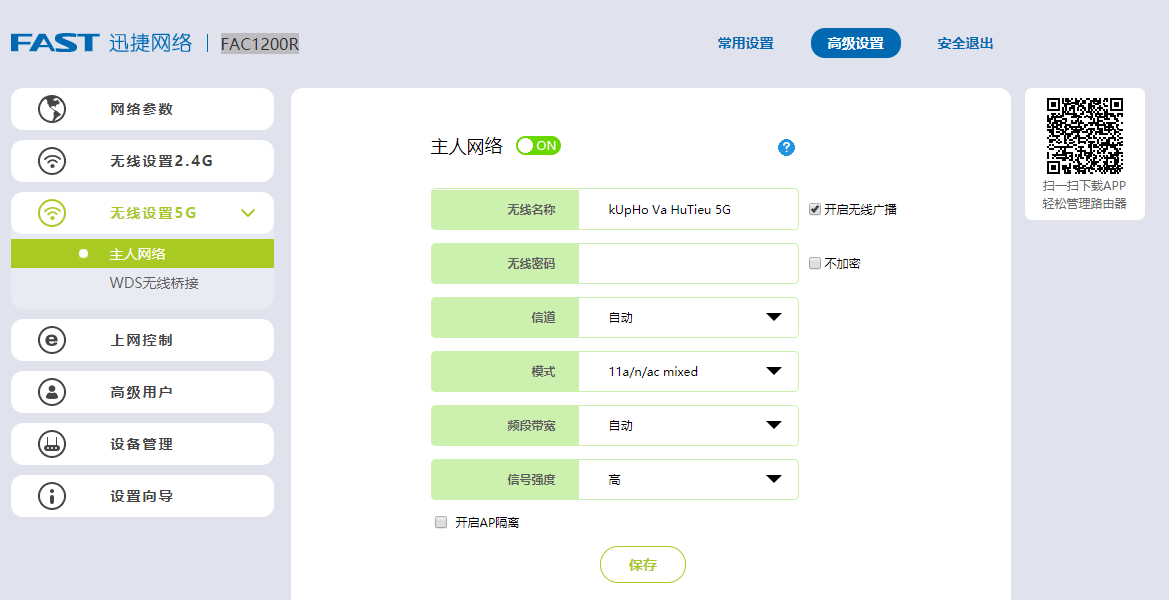 FAST 迅捷网络 | FAC1200R
常用设置 高级设置 安全退出
网络参数
无线设置2.4G
无线设置5G
主人网络
WDS无线桥接
上网控制
高级用户
设备管理
设置向导
主人网络 ON ?
无线名称 kUpHo Va HuTieu 5G 开启无线广播
无线密码 不加密
信道 自动
模式 11a/n/ac mixed
频段带宽 自动
信号强度 高
开启AP隔离
保存
扫一扫下载APP
轻松管理路由器